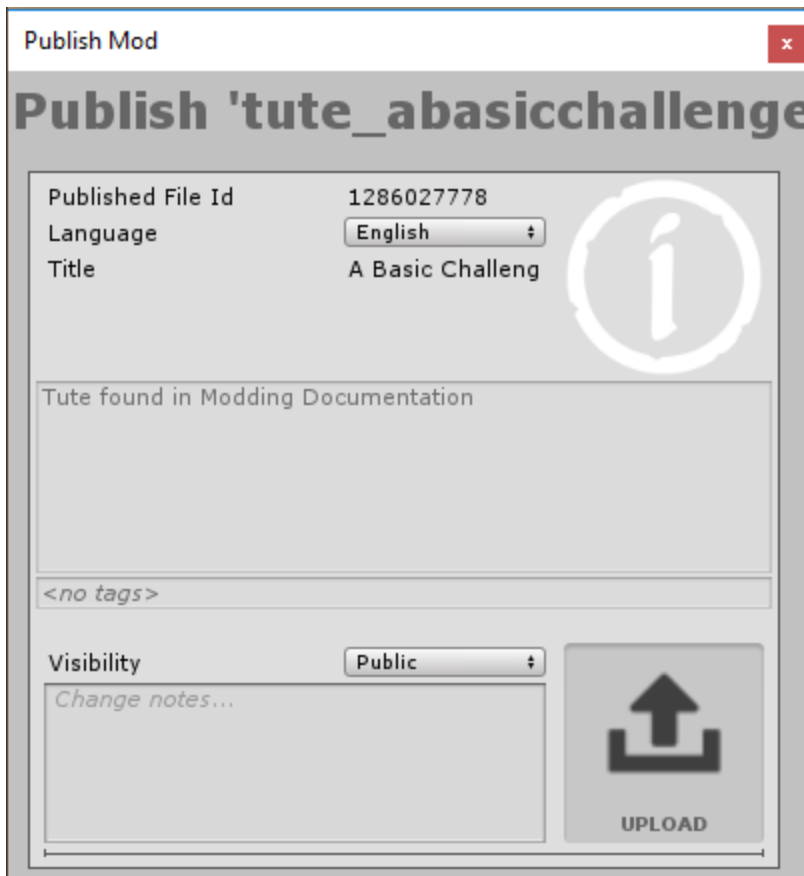 Publish Mod
x
Publish 'tute_abasicchallenge
Published File Id 1286027778
Language English
Title A Basic Challeng
Tute found in Modding Documentation
<no tags>
Visibility Public
Change notes...
UPLOAD